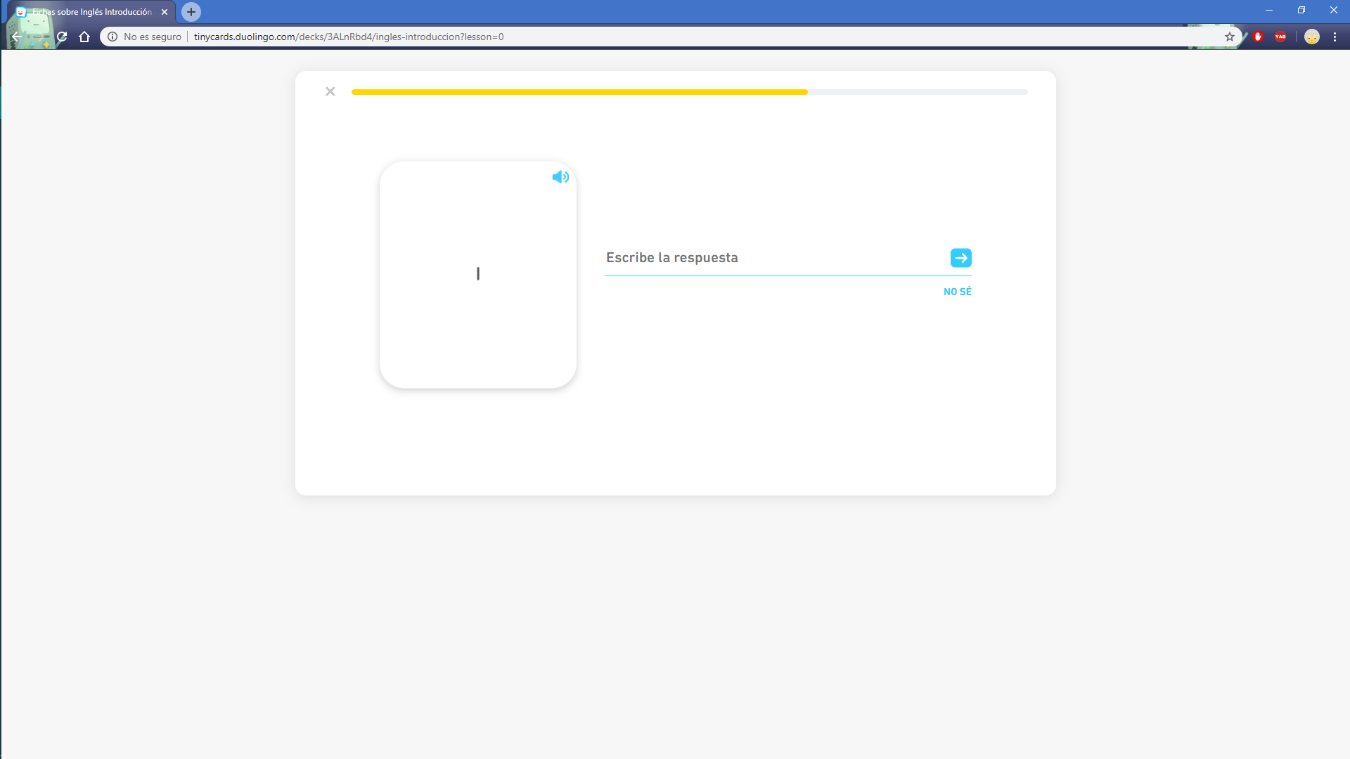 Fichas sobre Inglés Introducción
No es seguro
tinycards.duolingo.com/decks/3ALnRbd4/ingles-introduccion?lesson=0
I
Escribe la respuesta
NO SÉ